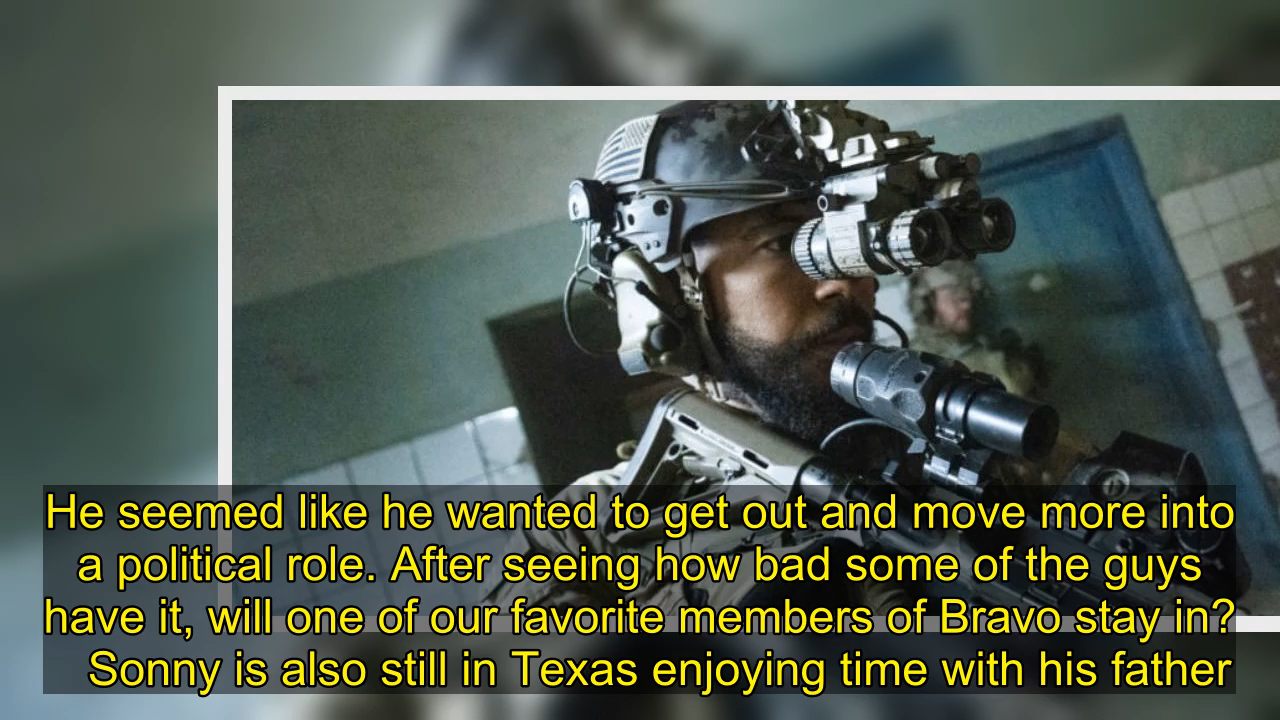 He seemed like he wanted to get out and move more into
a political role. After seeing how bad some of the guys
have it, will one of our favorite members of Bravo stay in?
Sonny is also still in Texas enjoying time with his father